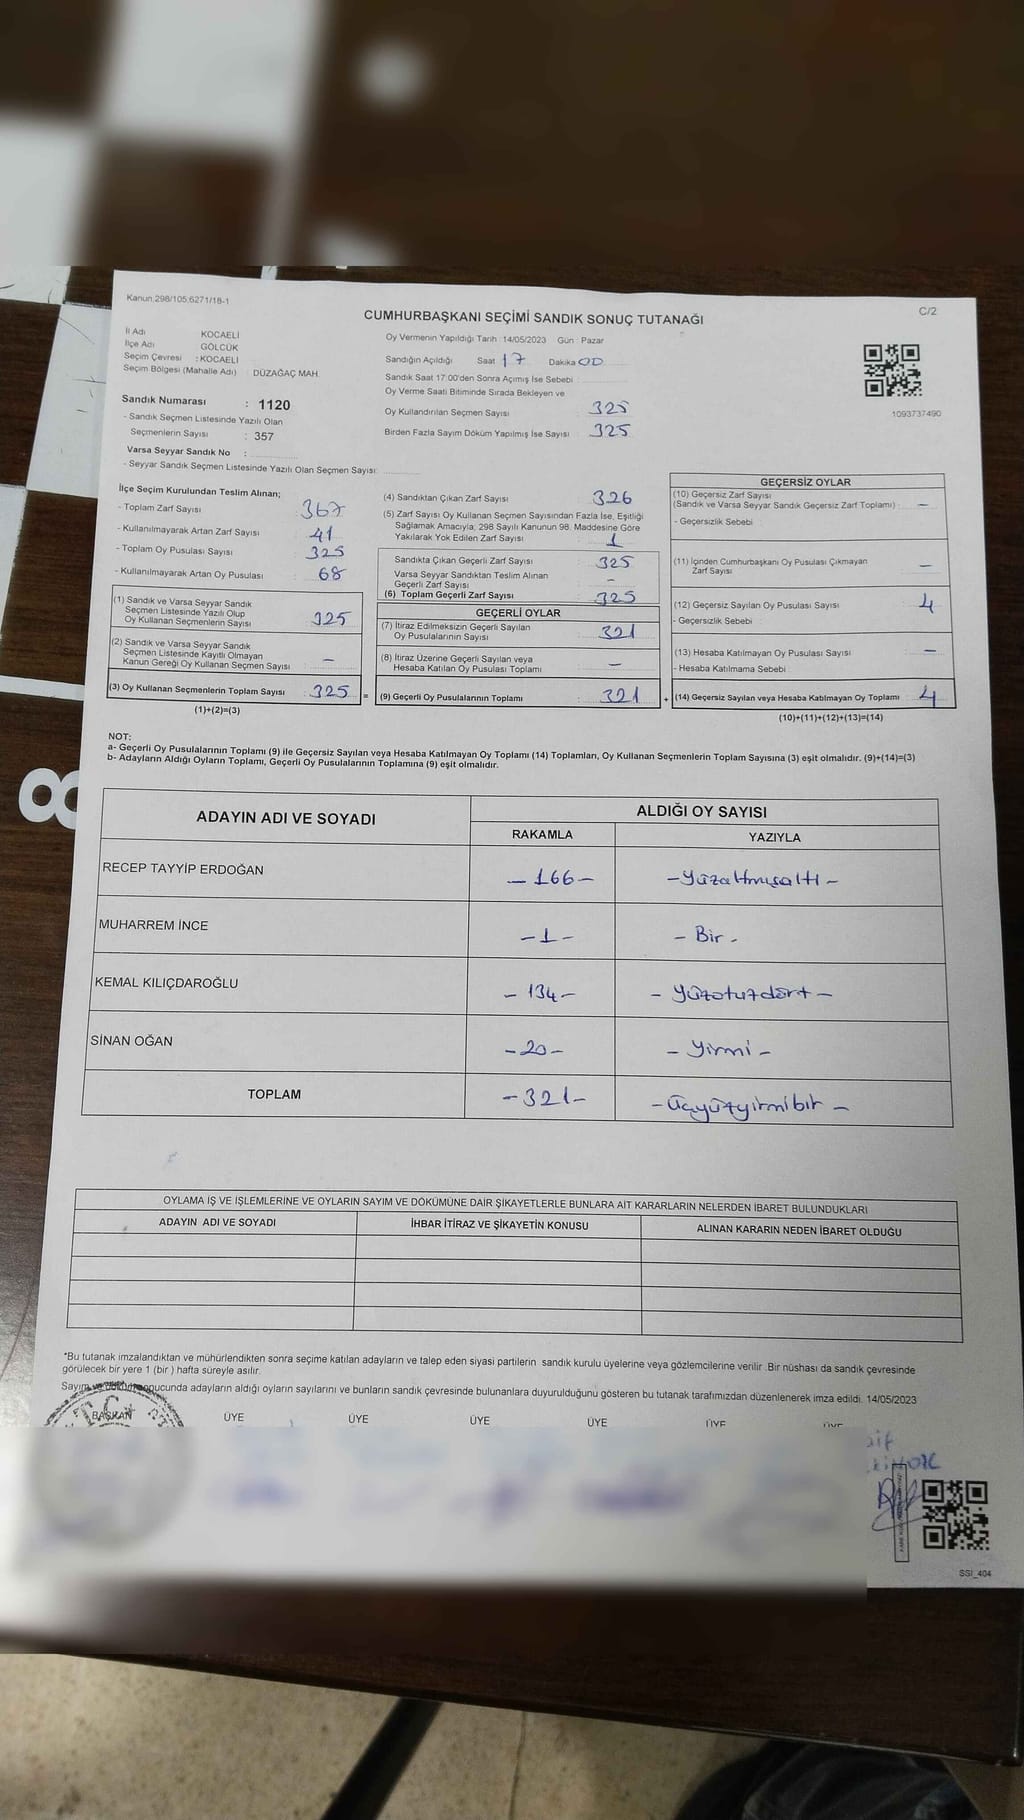 Kanun,298/105,6271/18-1
C/2
CUMHURBAŞKANI SEÇİMİ SANDIK SONUÇ TUTANAĞI
İl Adı KOCAELİ
İlçe Adı GÖLCÜK
Seçim Çevresi : KOCAELİ
Seçim Bölgesi (Mahalle Adı) : DÜZAĞAÇ MAH.
Oy Vermenin Yapıldığı Tarih : 14/05/2023 Gün : Pazar
Sandığın Açıldığı Saat 17 Dakika 00
Sandık Saat 17:00'den Sonra Açımış İse Sebebi :
Oy Verme Saati Bitiminde Sırada Bekleyen ve
Oy Kullandırılan Seçmen Sayısı : 325
Birden Fazla Sayım Döküm Yapılmış İse Sayısı : 325
1093737490
Sandık Numarası : 1120
- Sandık Seçmen Listesinde Yazılı Olan
Seçmenlerin Sayısı : 357
Varsa Seyyar Sandık No :
- Seyyar Sandık Seçmen Listesinde Yazılı Olan Seçmen Sayısı:
İlçe Seçim Kurulundan Teslim Alınan;
- Toplam Zarf Sayısı : 367
- Kullanılmayarak Artan Zarf Sayısı : 41
- Toplam Oy Pusulası Sayısı : 325
- Kullanılmayarak Artan Oy Pusulası : 68
(1) Sandık ve Varsa Seyyar Sandık
Seçmen Listesinde Yazılı Olup
Oy Kullanan Seçmenlerin Sayısı : 325
(2) Sandık ve Varsa Seyyar Sandık
Seçmen Listesinde Kayıtlı Olmayan
Kanun Gereği Oy Kullanan Seçmen Sayısı : –
(3) Oy Kullanan Seçmenlerin Toplam Sayısı : 325 =
(1)+(2)=(3)
(4) Sandıktan Çıkan Zarf Sayısı : 326
(5) Zarf Sayısı Oy Kullanan Seçmen Sayısından Fazla İse, Eşitliği
Sağlamak Amacıyla; 298 Sayılı Kanunun 98. Maddesine Göre
Yakılarak Yok Edilen Zarf Sayısı : 1
Sandıkta Çıkan Geçerli Zarf Sayısı : 325
Varsa Seyyar Sandıktan Teslim Alınan
Geçerli Zarf Sayısı : –
(6) Toplam Geçerli Zarf Sayısı : 325
GEÇERLİ OYLAR
(7) İtiraz Edilmeksizin Geçerli Sayılan
Oy Pusulalarının Sayısı : 321
(8) İtiraz Üzerine Geçerli Sayılan veya
Hesaba Katılan Oy Pusulası Toplamı : –
(9) Geçerli Oy Pusulalarının Toplamı : 321 +
GEÇERSİZ OYLAR
(10) Geçersiz Zarf Sayısı
(Sandık ve Varsa Seyyar Sandık Geçersiz Zarf Toplamı) : –
- Geçersizlik Sebebi :
(11) İçinden Cumhurbaşkanı Oy Pusulası Çıkmayan
Zarf Sayısı : –
(12) Geçersiz Sayılan Oy Pusulası Sayısı : 4
- Geçersizlik Sebebi :
(13) Hesaba Katılmayan Oy Pusulası Sayısı : –
- Hesaba Katılmama Sebebi :
(14) Geçersiz Sayılan veya Hesaba Katılmayan Oy Toplamı : 4
(10)+(11)+(12)+(13)=(14)
NOT:
a- Geçerli Oy Pusulalarının Toplamı (9) ile Geçersiz Sayılan veya Hesaba Katılmayan Oy Toplamı (14) Toplamları, Oy Kullanan Seçmenlerin Toplam Sayısına (3) eşit olmalıdır. (9)+(14)=(3)
b- Adayların Aldığı Oyların Toplamı, Geçerli Oy Pusulalarının Toplamına (9) eşit olmalıdır.
ADAYIN ADI VE SOYADI
ALDIĞI OY SAYISI
RAKAMLA YAZIYLA
RECEP TAYYİP ERDOĞAN – 166 – – yüzaltmışaltı –
MUHARREM İNCE – 1 – – Bir –
KEMAL KILIÇDAROĞLU – 134 – – yüzotuzdört –
SİNAN OĞAN – 20 – – yirmi –
TOPLAM – 321 – – üçyüzyirmibir –
OYLAMA İŞ VE İŞLEMLERİNE VE OYLARIN SAYIM VE DÖKÜMÜNE DAİR ŞİKAYETLERLE BUNLARA AİT KARARLARIN NELERDEN İBARET BULUNDUKLARI
ADAYIN ADI VE SOYADI İHBAR İTİRAZ VE ŞİKAYETİN KONUSU ALINAN KARARIN NEDEN İBARET OLDUĞU
*Bu tutanak imzalandıktan ve mühürlendikten sonra seçime katılan adayların ve talep eden siyasi partilerin sandık kurulu üyelerine veya gözlemcilerine verilir .Bir nüshası da sandık çevresinde
görülecek bir yere 1 (bir ) hafta süreyle asılır.
Sayım ve sonucunda adayların aldığı oyların sayılarını ve bunların sandık çevresinde bulunanlara duyurulduğunu gösteren bu tutanak tarafımızdan düzenlenerek imza edildi. 14/05/2023
BAŞKAN ÜYE ÜYE ÜYE ÜYE ÜYE ÜYE
T.C.
SSI_404